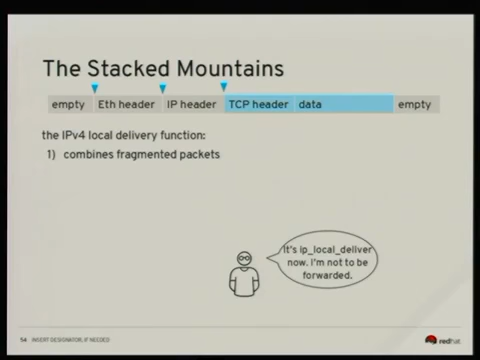 The Stacked Mountains
empty Eth header IP header TCP header data empty
the IPv4 local delivery function:
1) combines fragmented packets
It's ip_local_deliver
now. I'm not to be
forwarded.
54 INSERT DESIGNATOR, IF NEEDED
redhat